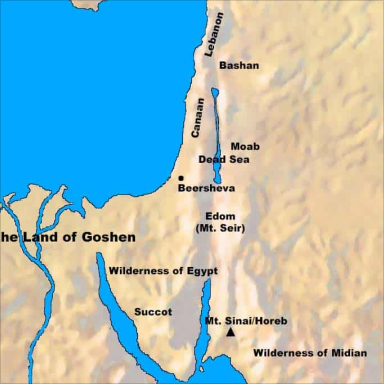 Lebanon
Bashan
Canaan
Moab
Dead Sea
Beersheva
Edom
(Mt. Seir)
he Land of Goshen
Wilderness of Egypt
Succot
Mt. Sinai/Horeb
Wilderness of Midian